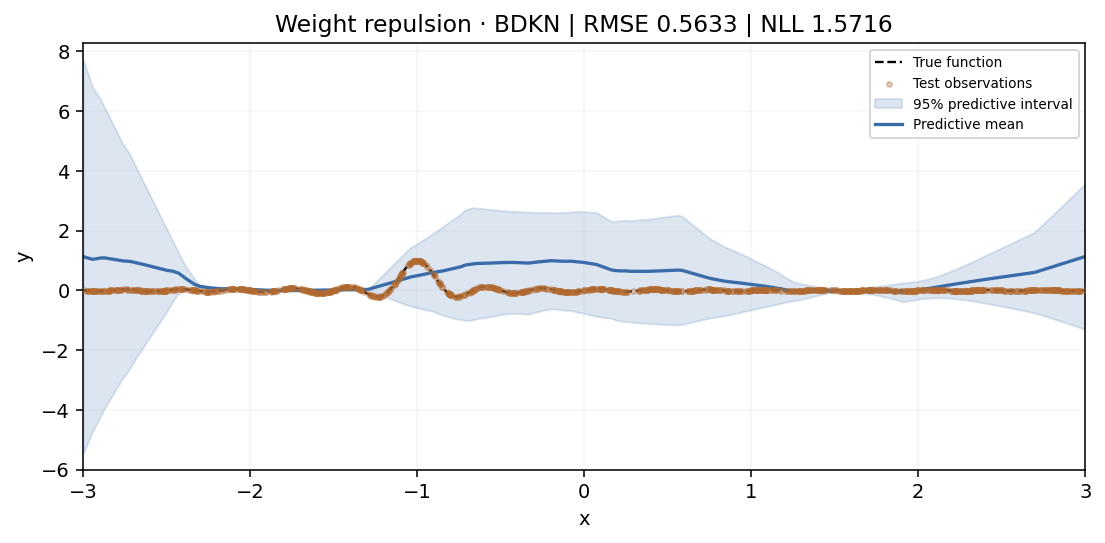 Weight repulsion · BDKN | RMSE 0.5633 | NLL 1.5716
True function
Test observations
95% predictive interval
Predictive mean
8
6
4
2
0
−2
−4
−6
y
−3
−2
−1
0
1
2
3
x